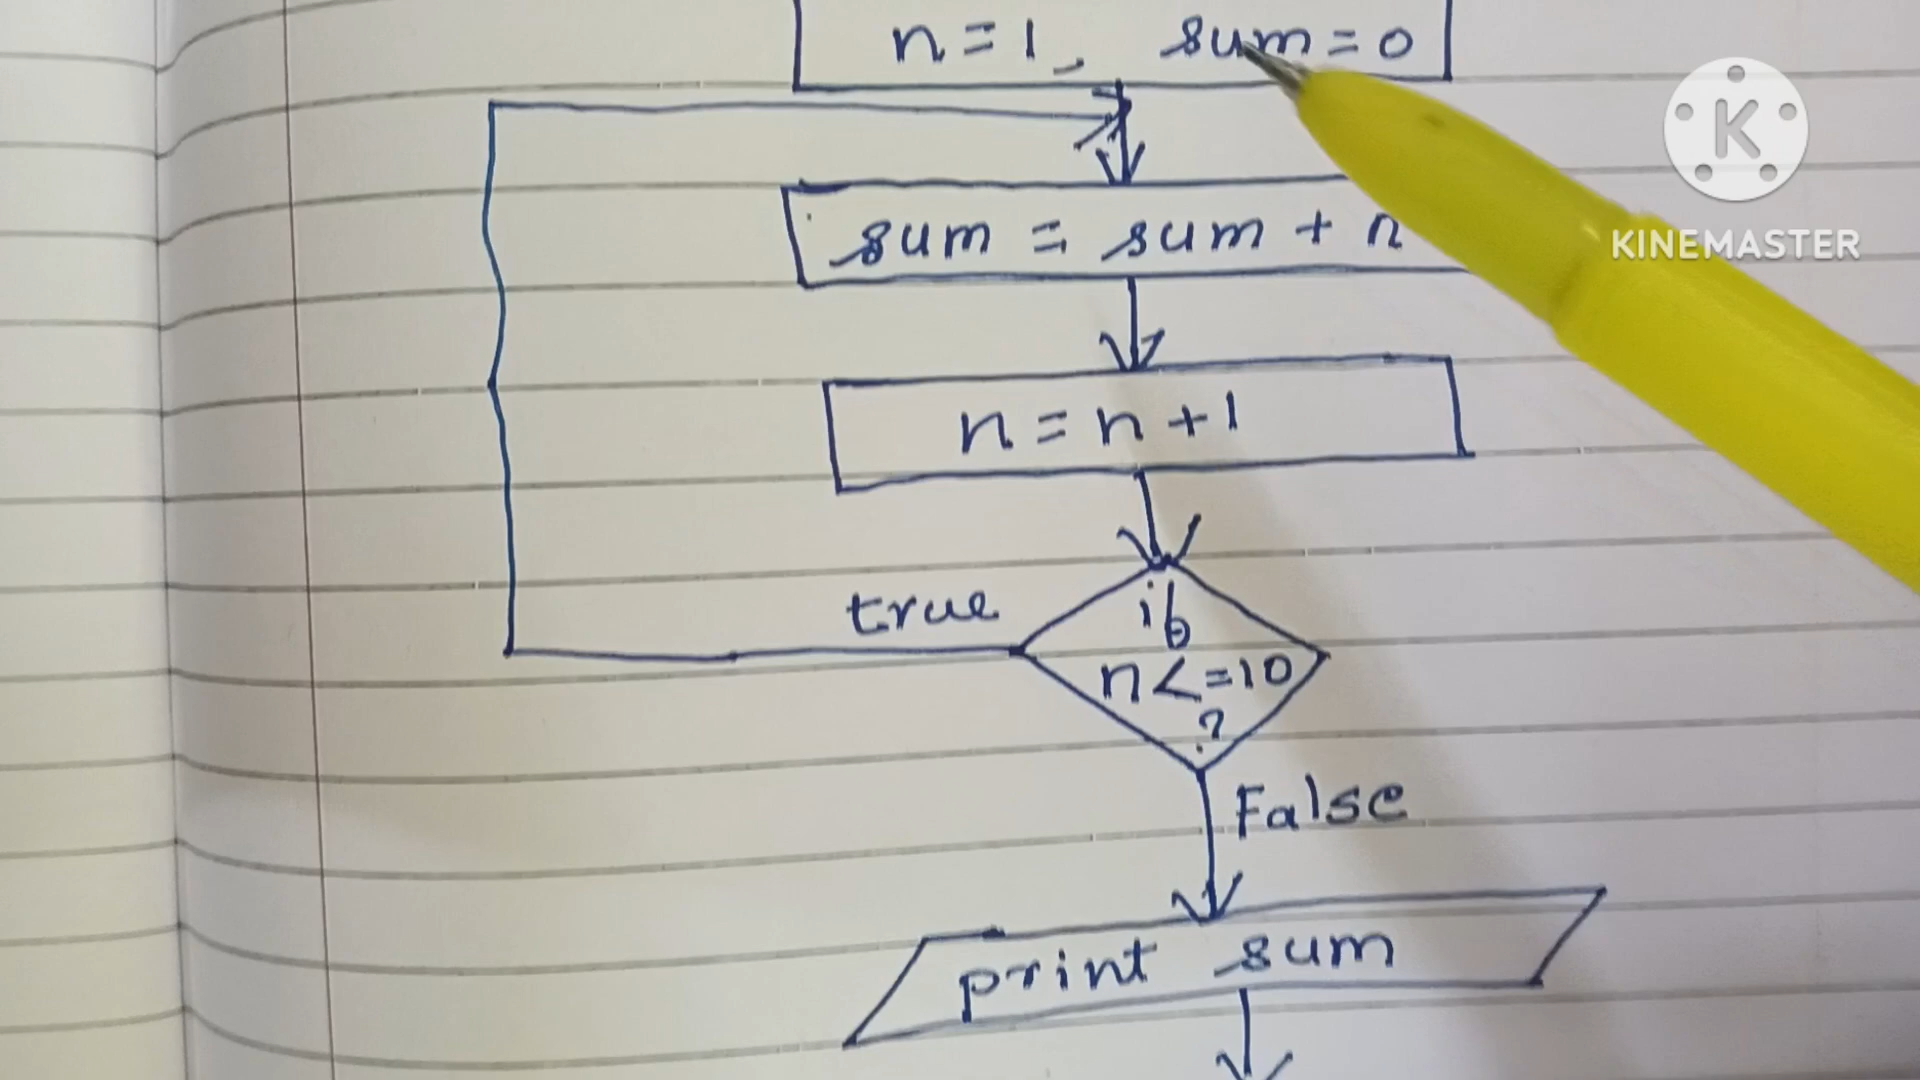 n = 1, sum = 0
sum = sum + n
n = n + 1
true
if
n <= 10
?
False
print sum
K
KINEMASTER